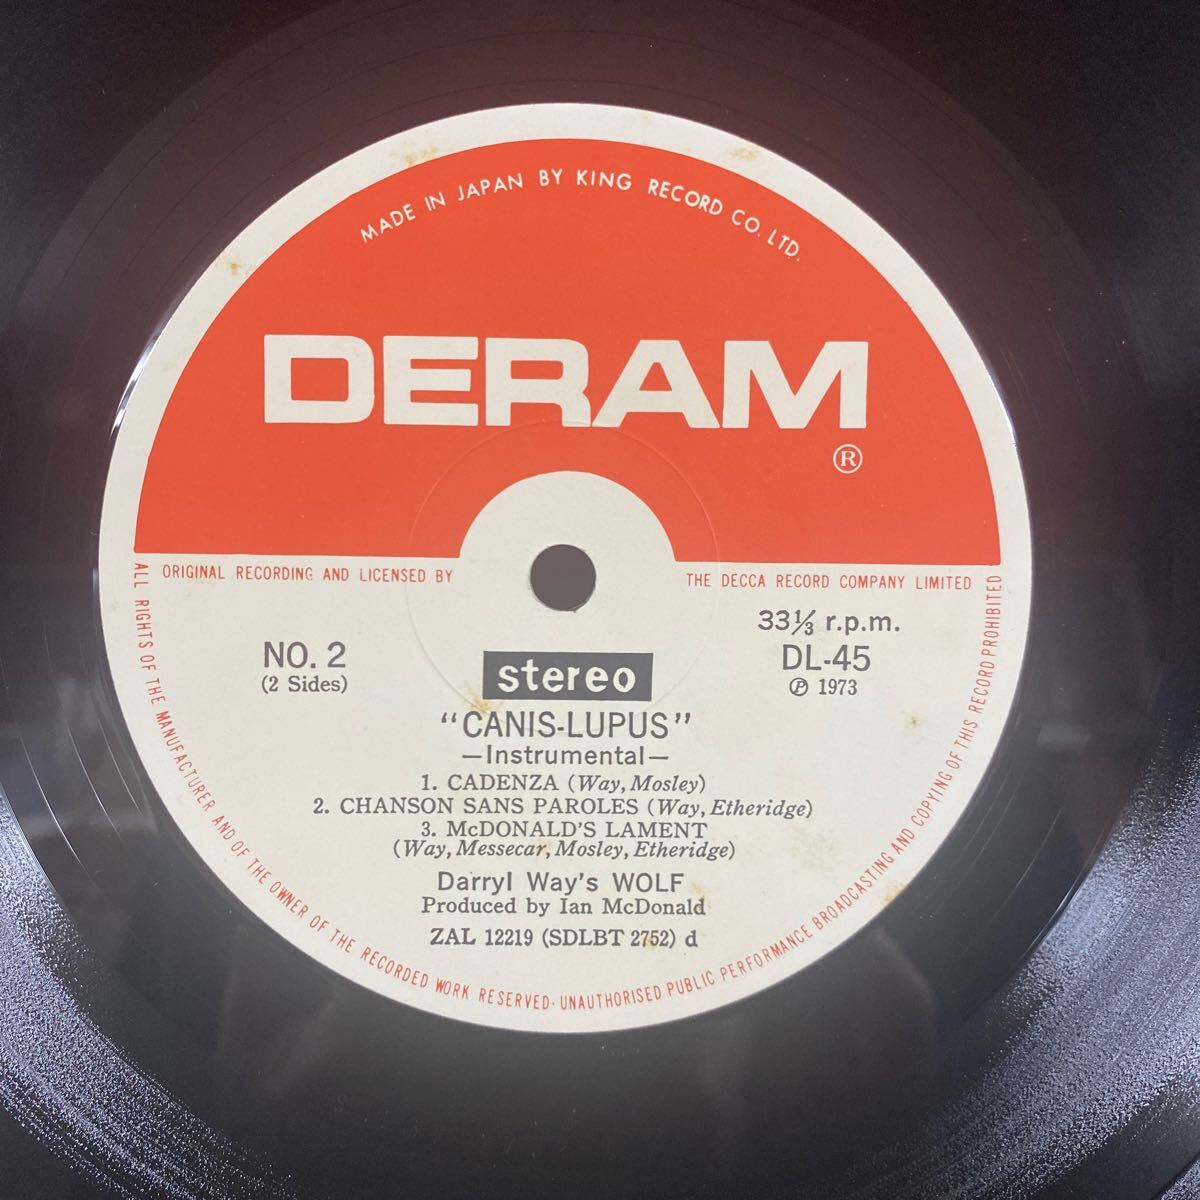 MADE IN JAPAN BY KING RECORD CO. LTD.
DERAM
®
ORIGINAL RECORDING AND LICENSED BY THE DECCA RECORD COMPANY LIMITED
NO. 2
(2 Sides)
stereo
33⅓ r.p.m.
DL-45
℗ 1973
"CANIS-LUPUS"
—Instrumental—
1. CADENZA (Way, Mosley)
2. CHANSON SANS PAROLES (Way, Etheridge)
3. McDONALD'S LAMENT
(Way, Messecar, Mosley, Etheridge)
Darryl Way's WOLF
Produced by Ian McDonald
ZAL 12219 (SDLBT 2752) d
ALL RIGHTS OF THE MANUFACTURER AND OF THE OWNER OF THE RECORDED WORK RESERVED· UNAUTHORISED PUBLIC PERFORMANCE BROADCASTING AND COPYING OF THIS RECORD PROHIBITED